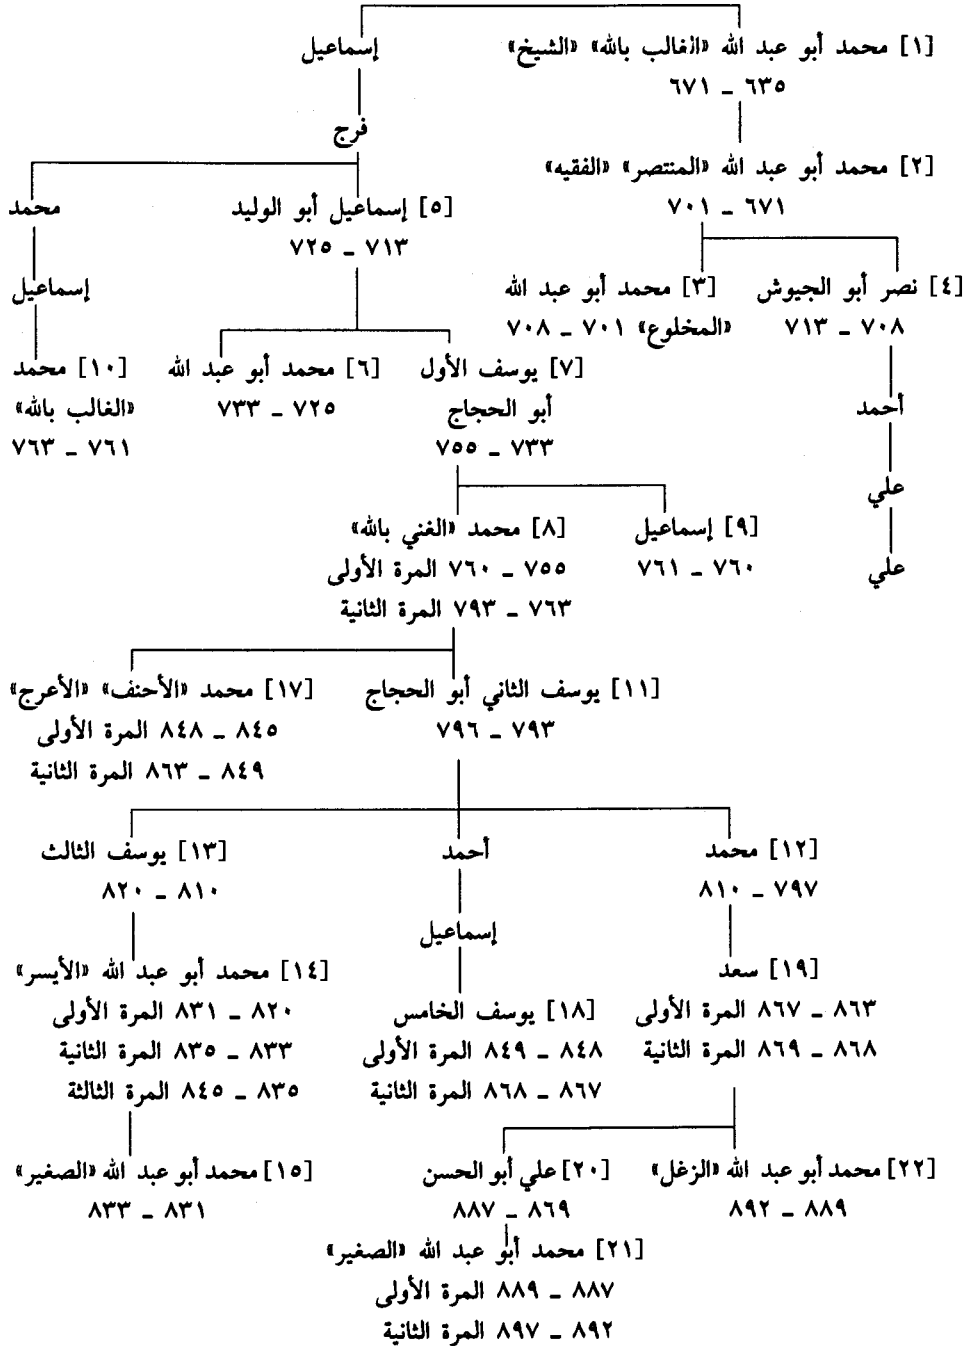 [١] محمد أبو عبد الله «الغالب بالله» «الشيخ»
٦٣٥ – ٦٧١
إسماعيل
فرج
[٢] محمد أبو عبد الله «المنتصر» «الفقيه»
٦٧١ – ٧٠١
[٥] إسماعيل أبو الوليد
٧١٣ – ٧٢٥
محمد
[٤] نصر أبو الجيوش
٧٠٨ – ٧١٣
[٣] محمد أبو عبد الله
«المخلوع» ٧٠١ – ٧٠٨
إسماعيل
[٧] يوسف الأول
أبو الحجاج
٧٣٣ – ٧٥٥
[٦] محمد أبو عبد الله
٧٢٥ – ٧٣٣
[١٠] محمد
«الغالب بالله»
٧٦١ – ٧٦٣
أحمد
علي
علي
[٩] إسماعيل
٧٦٠ – ٧٦١
[٨] محمد «الغني بالله»
٧٥٥ – ٧٦٠ المرة الأولى
٧٦٣ – ٧٩٣ المرة الثانية
[١١] يوسف الثاني أبو الحجاج
٧٩٣ – ٧٩٦
[١٧] محمد «الأحنف» «الأعرج»
٨٤٥ – ٨٤٨ المرة الأولى
٨٤٩ – ٨٦٣ المرة الثانية
[١٢] محمد
٧٩٧ – ٨١٠
أحمد
[١٣] يوسف الثالث
٨١٠ – ٨٢٠
إسماعيل
[١٩] سعد
٨٦٣ – ٨٦٧ المرة الأولى
٨٦٨ – ٨٦٩ المرة الثانية
[١٨] يوسف الخامس
٨٤٨ – ٨٤٩ المرة الأولى
٨٦٧ – ٨٦٨ المرة الثانية
[١٤] محمد أبو عبد الله «الأيسر»
٨٢٠ – ٨٣١ المرة الأولى
٨٣٣ – ٨٣٥ المرة الثانية
٨٣٥ – ٨٤٥ المرة الثالثة
[٢٢] محمد أبو عبد الله «الزغل»
٨٨٩ – ٨٩٢
[٢٠] علي أبو الحسن
٨٦٩ – ٨٨٧
[١٥] محمد أبو عبد الله «الصغير»
٨٣١ – ٨٣٣
[٢١] محمد أبو عبد الله «الصغير»
٨٨٧ – ٨٨٩ المرة الأولى
٨٩٢ – ٨٩٧ المرة الثانية